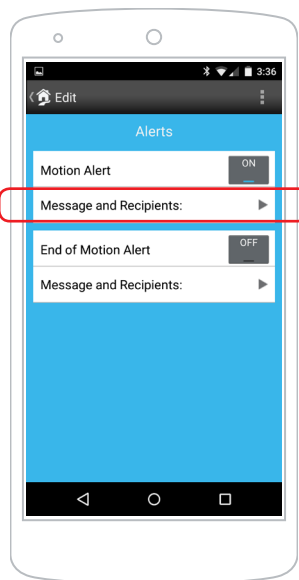 3:36
Edit
Alerts
Motion Alert
ON
Message and Recipients:
End of Motion Alert
OFF
Message and Recipients: